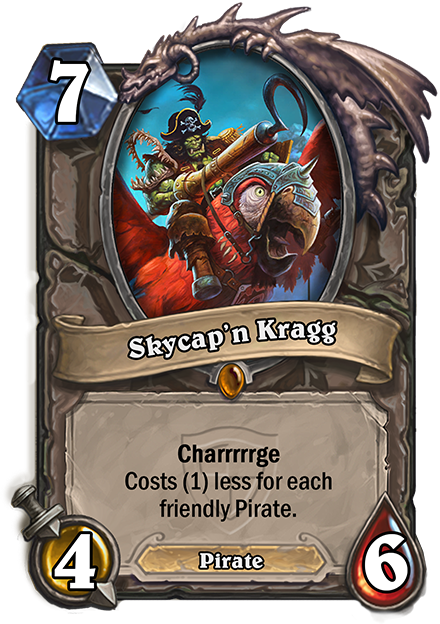 7
Skycap'n Kragg
Charrrrrge
Costs (1) less for each
friendly Pirate.
4
Pirate
6